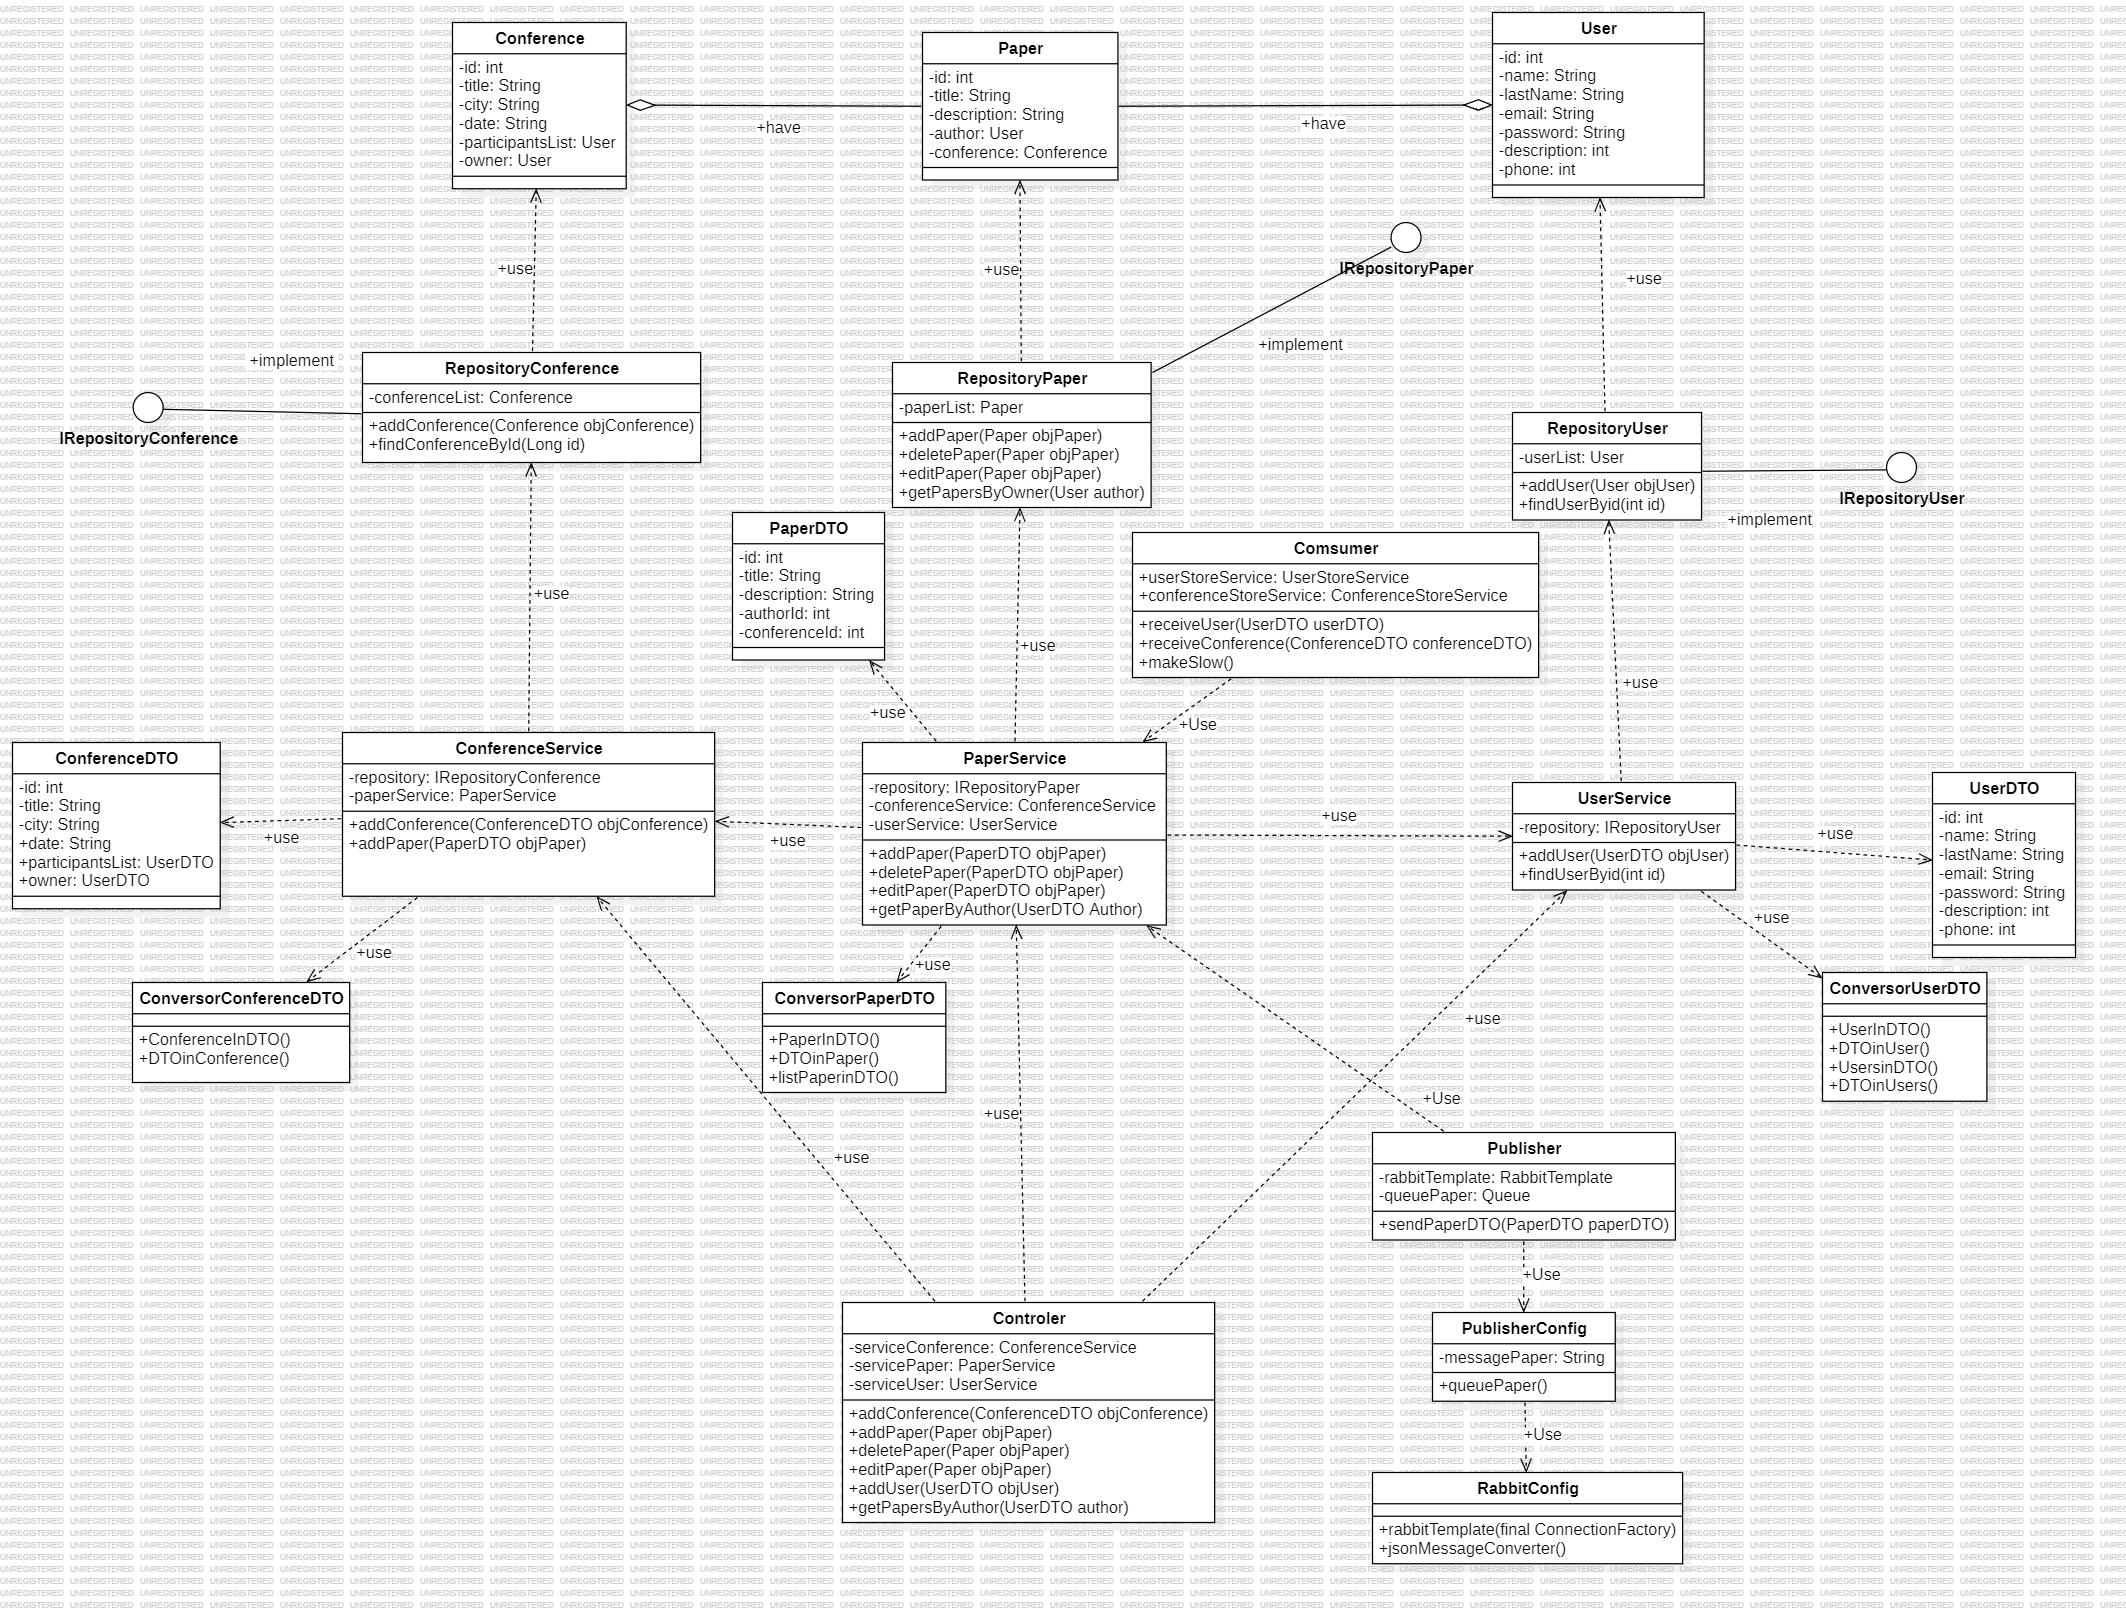 Conference
-id: int
-title: String
-city: String
-date: String
-participantsList: User
-owner: User
+have
Paper
-id: int
-title: String
-description: String
-author: User
-conference: Conference
+have
User
-id: int
-name: String
-lastName: String
-email: String
-password: String
-description: int
-phone: int
+use
+use
IRepositoryPaper
+use
+implement
+implement
IRepositoryConference
RepositoryConference
-conferenceList: Conference
+addConference(Conference objConference)
+findConferenceById(Long id)
RepositoryPaper
-paperList: Paper
+addPaper(Paper objPaper)
+deletePaper(Paper objPaper)
+editPaper(Paper objPaper)
+getPapersByOwner(User author)
RepositoryUser
-userList: User
+addUser(User objUser)
+findUserByid(int id)
IRepositoryUser
+implement
PaperDTO
-id: int
-title: String
-description: String
-authorId: int
-conferenceId: int
Comsumer
+userStoreService: UserStoreService
+conferenceStoreService: ConferenceStoreService
+receiveUser(UserDTO userDTO)
+receiveConference(ConferenceDTO conferenceDTO)
+makeSlow()
+use
+use
+use
+use
+Use
ConferenceDTO
-id: int
-title: String
-city: String
+date: String
+participantsList: UserDTO
+owner: UserDTO
+use
ConferenceService
-repository: IRepositoryConference
-paperService: PaperService
+addConference(ConferenceDTO objConference)
+addPaper(PaperDTO objPaper)
+use
PaperService
-repository: IRepositoryPaper
-conferenceService: ConferenceService
-userService: UserService
+addPaper(PaperDTO objPaper)
+deletePaper(PaperDTO objPaper)
+editPaper(PaperDTO objPaper)
+getPaperByAuthor(UserDTO Author)
+use
UserService
-repository: IRepositoryUser
+addUser(UserDTO objUser)
+findUserByid(int id)
+use
UserDTO
-id: int
-name: String
-lastName: String
-email: String
-password: String
-description: int
-phone: int
+use
+use
+use
ConversorConferenceDTO
+ConferenceInDTO()
+DTOinConference()
ConversorPaperDTO
+PaperInDTO()
+DTOinPaper()
+listPaperinDTO()
+use
ConversorUserDTO
+UserInDTO()
+DTOinUser()
+UsersinDTO()
+DTOinUsers()
+use
+use
+Use
Publisher
-rabbitTemplate: RabbitTemplate
-queuePaper: Queue
+sendPaperDTO(PaperDTO paperDTO)
+Use
Controler
-serviceConference: ConferenceService
-servicePaper: PaperService
-serviceUser: UserService
+addConference(ConferenceDTO objConference)
+addPaper(Paper objPaper)
+deletePaper(Paper objPaper)
+editPaper(Paper objPaper)
+addUser(UserDTO objUser)
+getPapersByAuthor(UserDTO author)
PublisherConfig
-messagePaper: String
+queuePaper()
+Use
RabbitConfig
+rabbitTemplate(final ConnectionFactory)
+jsonMessageConverter()
UNREGISTERED